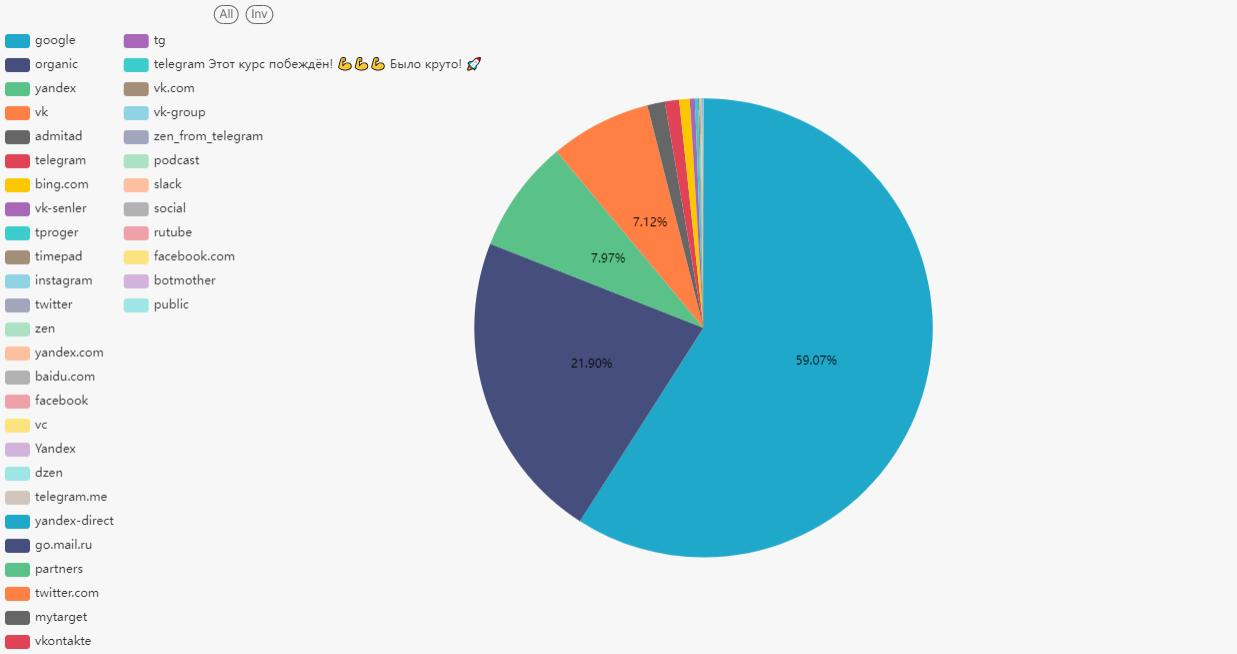 All Inv
google
organic
yandex
vk
admitad
telegram
bing.com
vk-senler
tproger
timepad
instagram
twitter
zen
yandex.com
baidu.com
facebook
vc
Yandex
dzen
telegram.me
yandex-direct
go.mail.ru
partners
twitter.com
mytarget
vkontakte
tg
telegram Этот курс побеждён! 💪💪💪 Было круто! 🚀
vk.com
vk-group
zen_from_telegram
podcast
slack
social
rutube
facebook.com
botmother
public
7.12%
7.97%
59.07%
21.90%